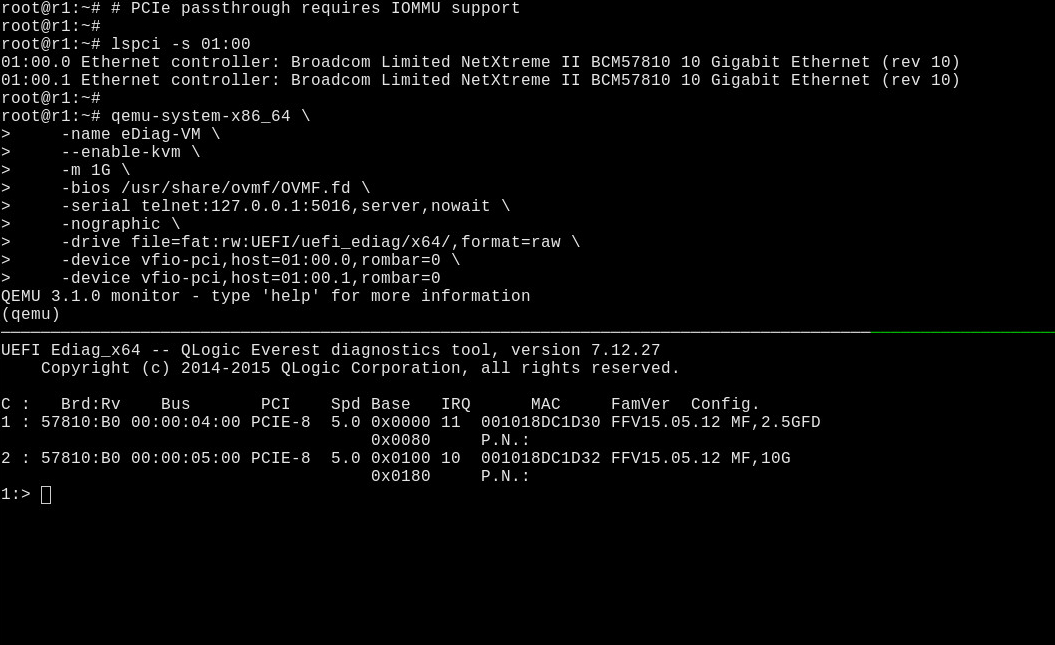 root@r1:~# # PCIe passthrough requires IOMMU support
root@r1:~#
root@r1:~# lspci -s 01:00
01:00.0 Ethernet controller: Broadcom Limited NetXtreme II BCM57810 10 Gigabit Ethernet (rev 10)
01:00.1 Ethernet controller: Broadcom Limited NetXtreme II BCM57810 10 Gigabit Ethernet (rev 10)
root@r1:~#
root@r1:~# qemu-system-x86_64 \
>     -name eDiag-VM \
>     --enable-kvm \
>     -m 1G \
>     -bios /usr/share/ovmf/OVMF.fd \
>     -serial telnet:127.0.0.1:5016,server,nowait \
>     -nographic \
>     -drive file=fat:rw:UEFI/uefi_ediag/x64/,format=raw \
>     -device vfio-pci,host=01:00.0,rombar=0 \
>     -device vfio-pci,host=01:00.1,rombar=0
QEMU 3.1.0 monitor - type 'help' for more information
(qemu)
UEFI Ediag_x64 -- QLogic Everest diagnostics tool, version 7.12.27
    Copyright (c) 2014-2015 QLogic Corporation, all rights reserved.
C :   Brd:Rv    Bus       PCI    Spd Base   IRQ      MAC     FamVer  Config.
1 : 57810:B0 00:00:04:00 PCIE-8  5.0 0x0000 11  001018DC1D30 FFV15.05.12 MF,2.5GFD
                                     0x0080     P.N.:
2 : 57810:B0 00:00:05:00 PCIE-8  5.0 0x0100 10  001018DC1D32 FFV15.05.12 MF,10G
                                     0x0180     P.N.:
1:>